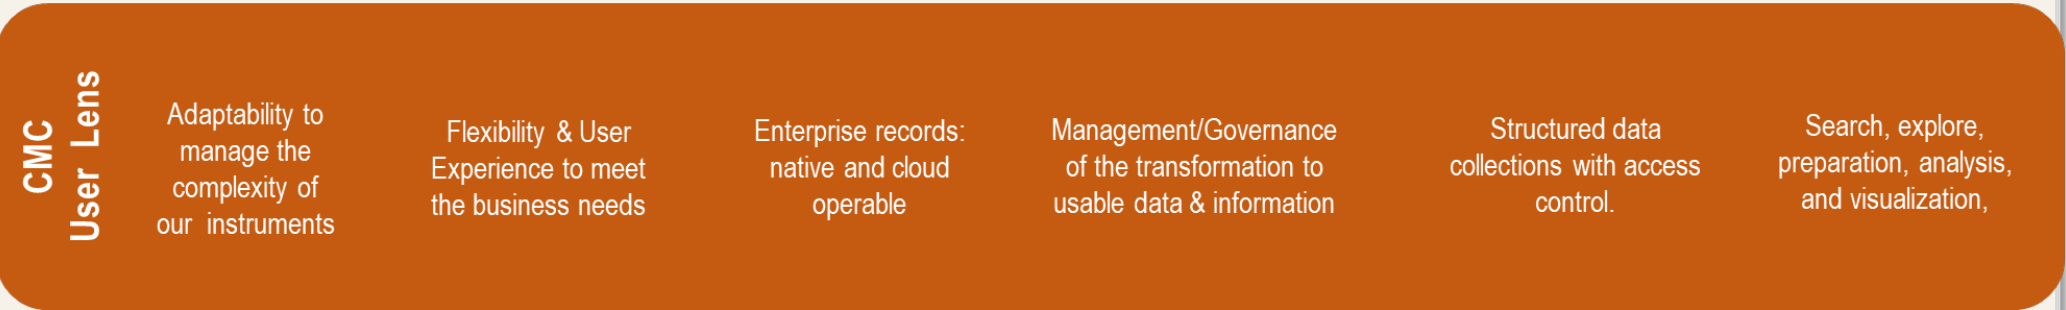 CMC
User Lens
Adaptability to
manage the
complexity of
our instruments
Flexibility & User
Experience to meet
the business needs
Enterprise records:
native and cloud
operable
Management/Governance
of the transformation to
usable data & information
Structured data
collections with access
control.
Search, explore,
preparation, analysis,
and visualization,